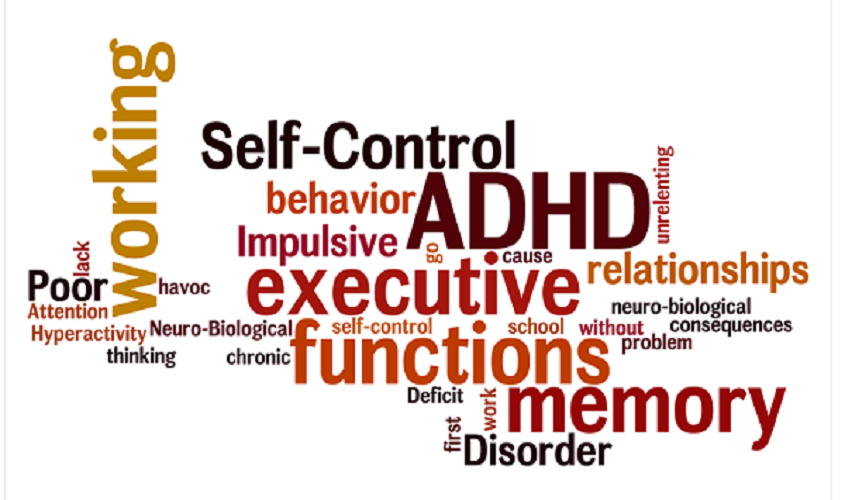 working
Self-Control
behavior
ADHD
unrelenting
Impulsive
go
cause
lack
Poor
havoc
executive
relationships
Attention
neuro-biological
Hyperactivity
Neuro-Biological
self-control
school
without
consequences
thinking
chronic
functions
problem
Deficit
work
memory
first
Disorder